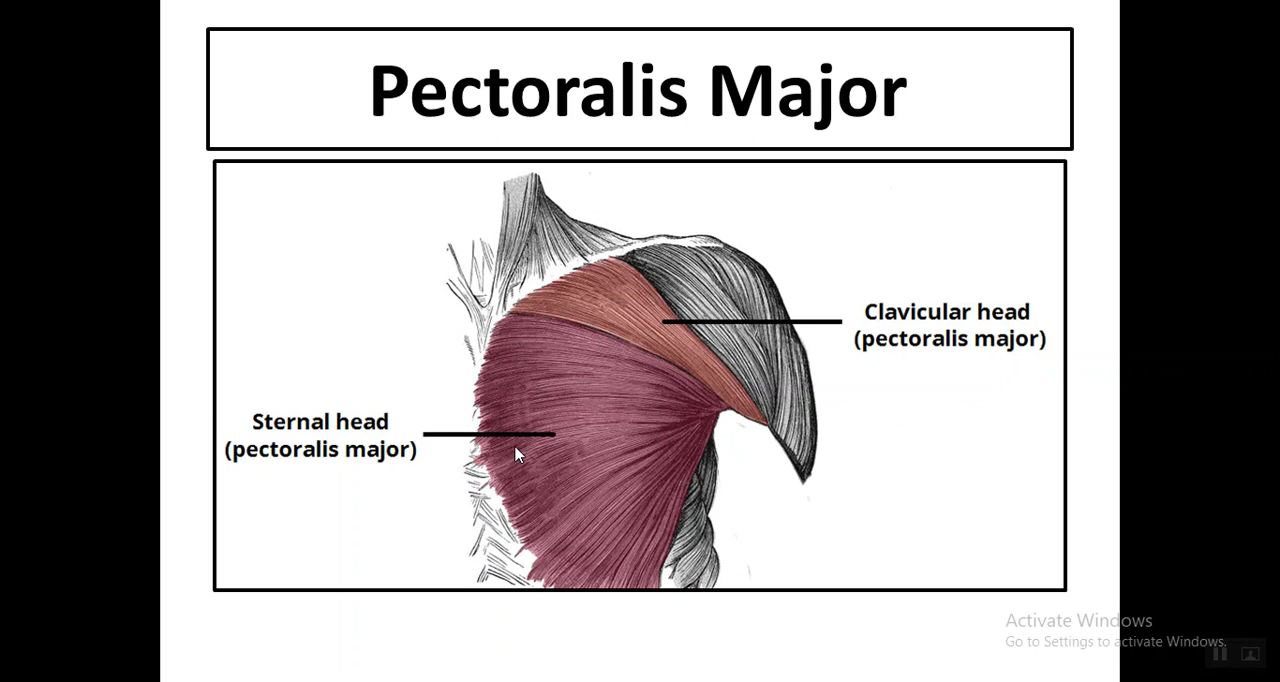 Pectoralis Major
Clavicular head
(pectoralis major)
Sternal head
(pectoralis major)
Activate Windows
Go to Settings to activate Windows.